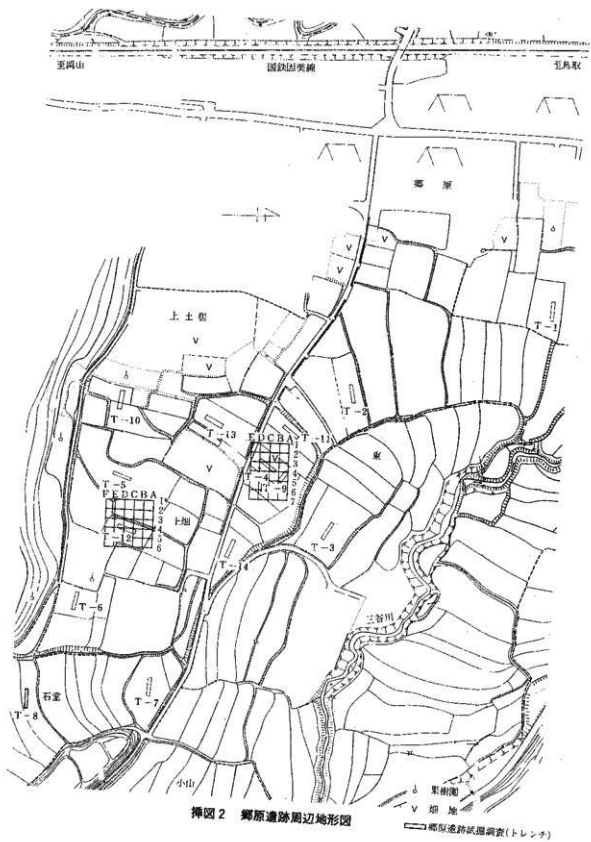 至岡山
国鉄因美線
至鳥取
郷原
V
V
V
V
上土居
V
V
T-1
T-2
T-10
T-13
T-11
F D C B A
1
2
3
4
5
6
7
V
東
T-5
F E D C B A
1
2
3
4
5
6
T-4
V
T-9
上畑
T-12
T-3
T-14
T-6
三谷川
石堂
T-7
T-8
小山
果樹園
V 畑地
郷原遺跡試掘調査(トレンチ)
挿図2 郷原遺跡周辺地形図